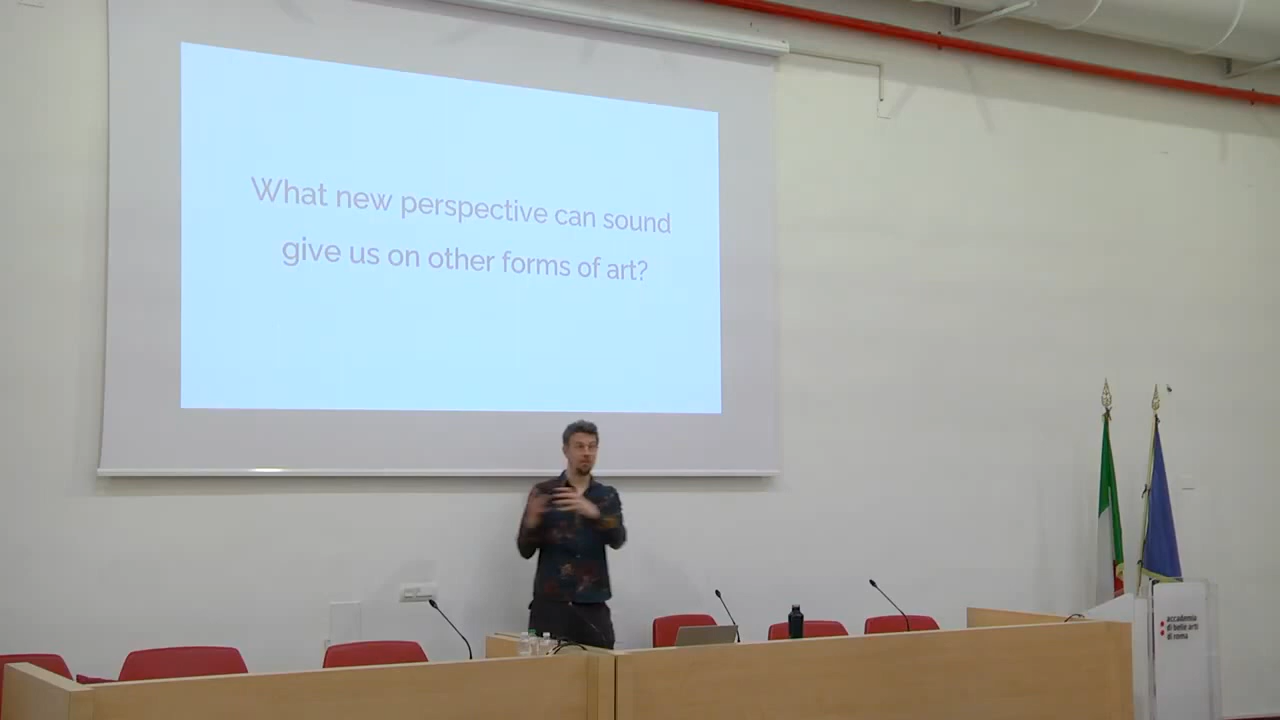 What new perspective can sound
give us on other forms of art?
accademia
di belle arti
di roma